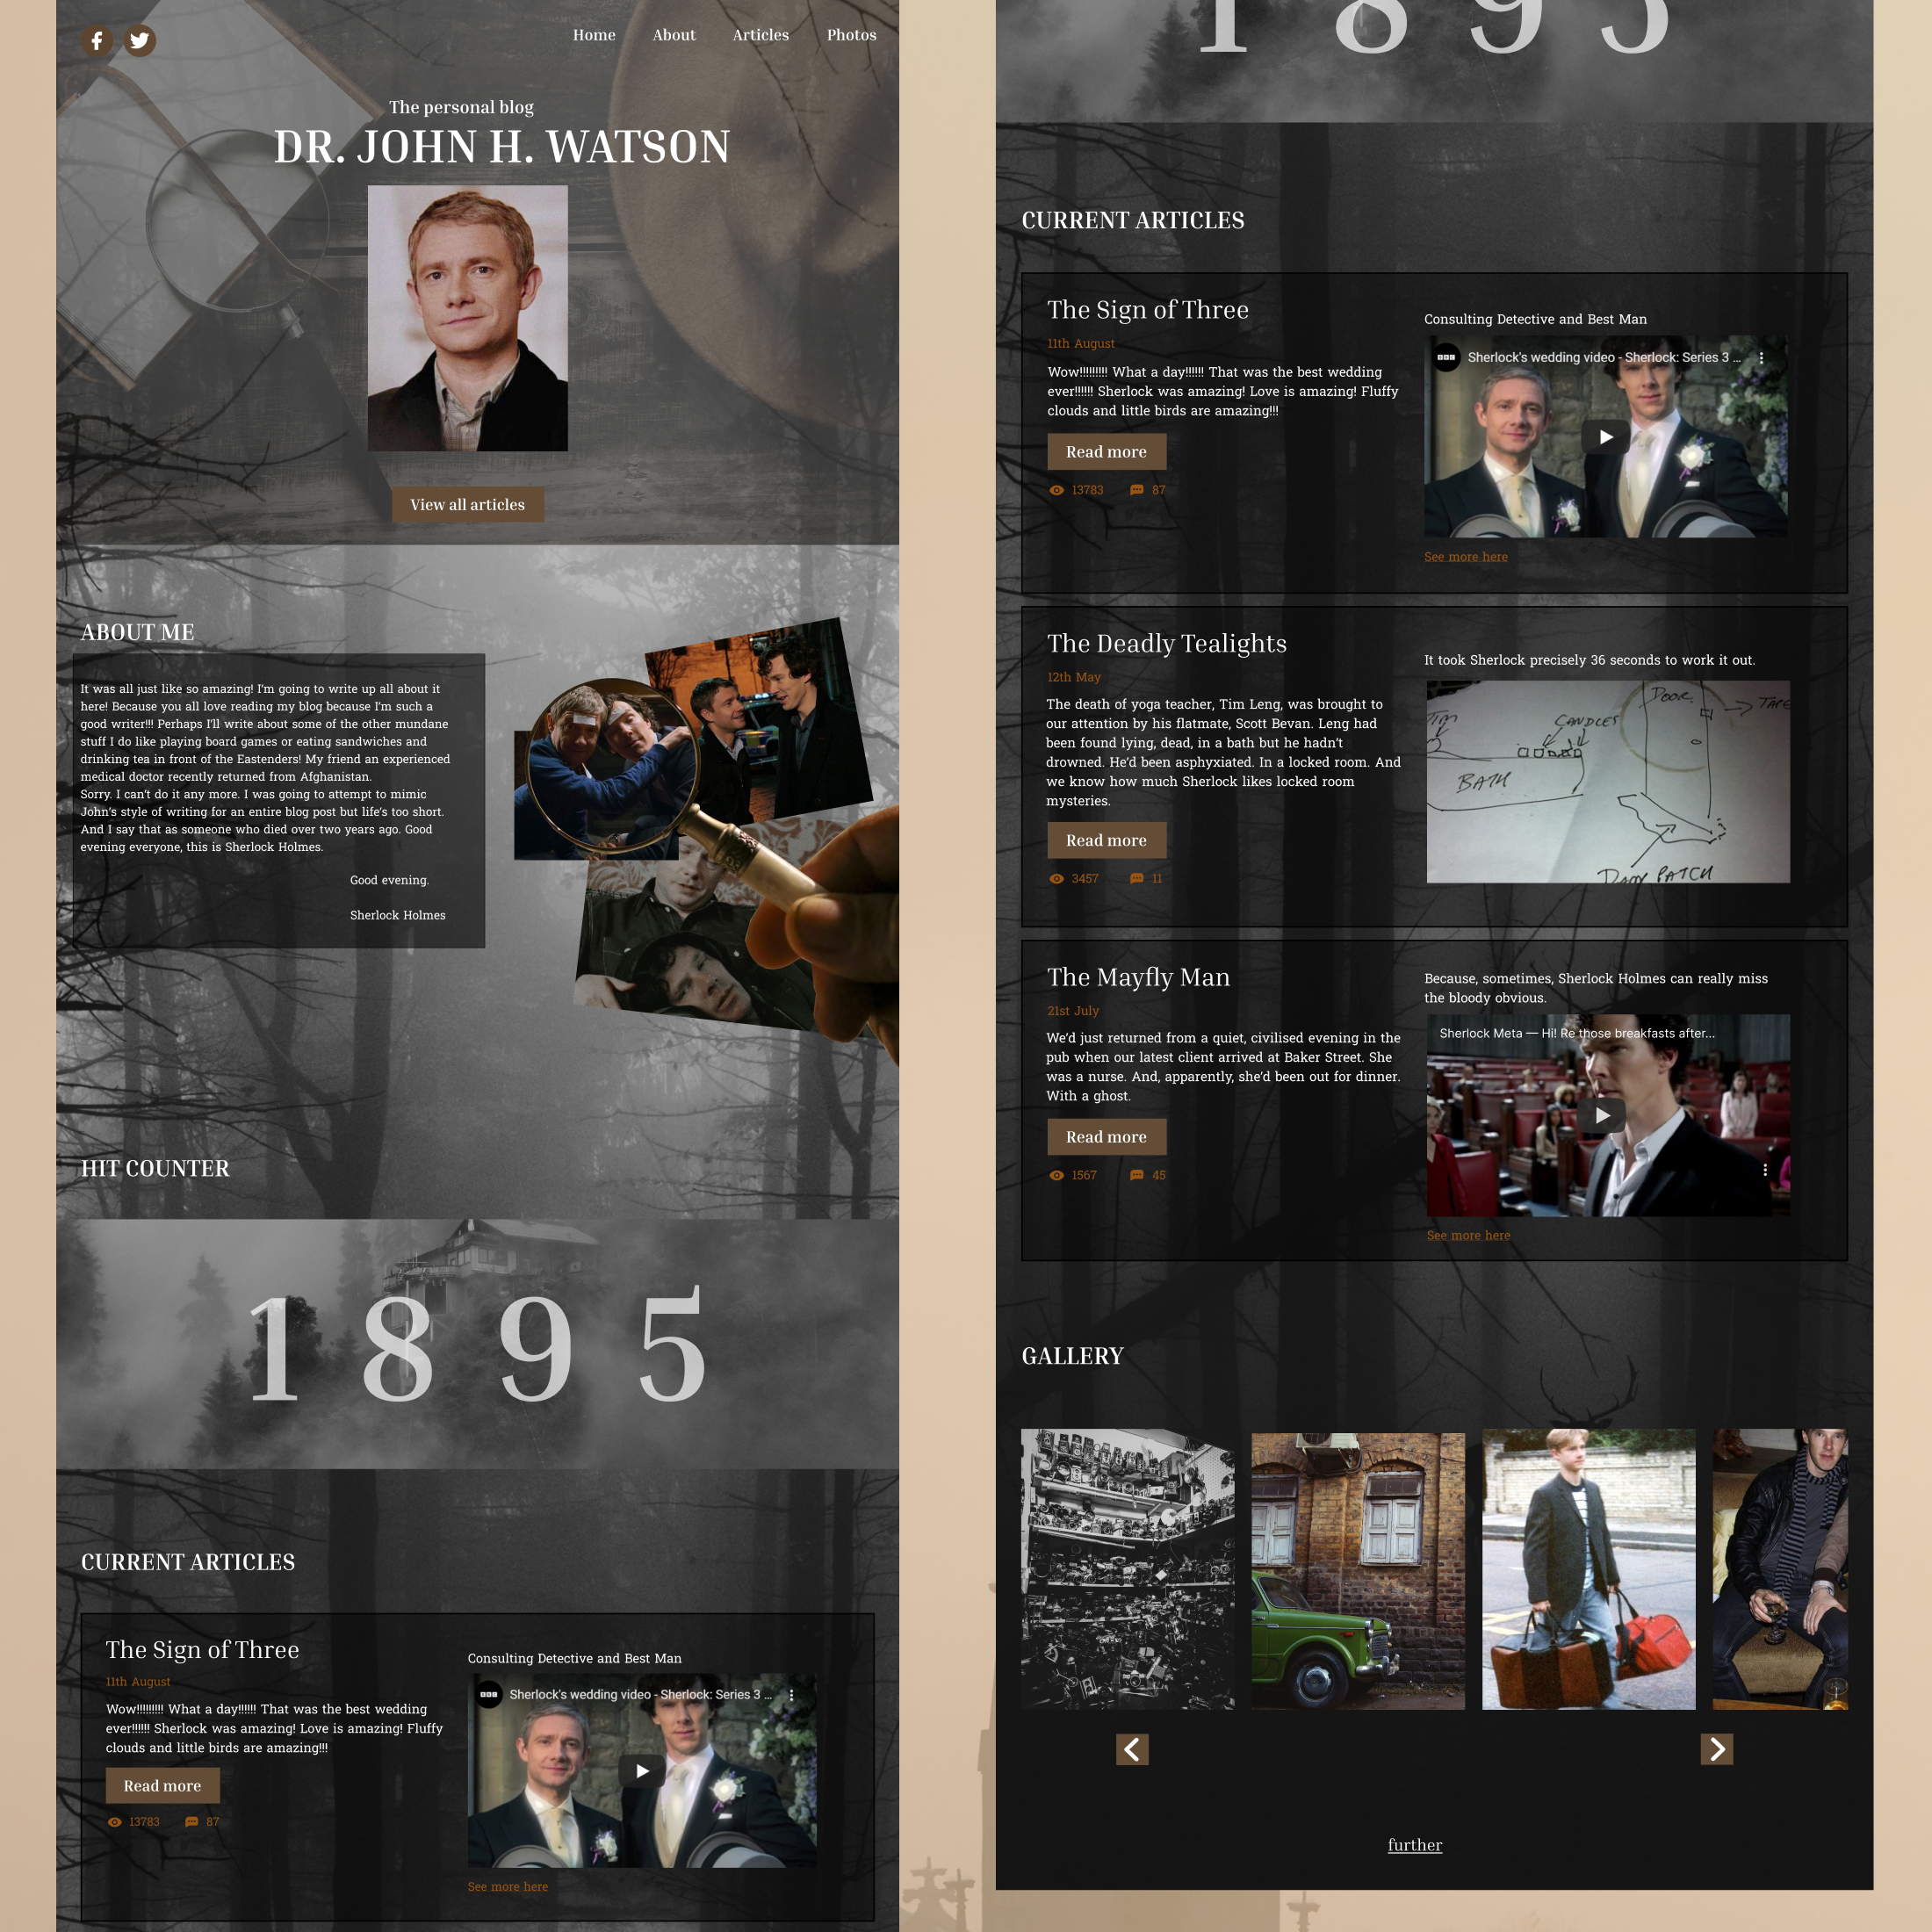 Home About Articles Photos
The personal blog
DR. JOHN H. WATSON
View all articles
ABOUT ME
It was all just like so amazing! I'm going to write up all about it
here! Because you all love reading my blog because I'm such a
good writer!!! Perhaps I'll write about some of the other mundane
stuff I do like playing board games or eating sandwiches and
drinking tea in front of the Eastenders! My friend an experienced
medical doctor recently returned from Afghanistan.
Sorry. I can't do it any more. I was going to attempt to mimic
John's style of writing for an entire blog post but life's too short.
And I say that as someone who died over two years ago. Good
evening everyone, this is Sherlock Holmes.
Good evening.
Sherlock Holmes
HIT COUNTER
1 8 9 5
CURRENT ARTICLES
The Sign of Three
11th August
Wow!!!!!!!!! What a day!!!!!! That was the best wedding
ever!!!!!! Sherlock was amazing! Love is amazing! Fluffy
clouds and little birds are amazing!!!
Read more
13783 87
Consulting Detective and Best Man
BBC Sherlock's wedding video - Sherlock: Series 3 ...
See more here
1 8 9 5
CURRENT ARTICLES
The Sign of Three
11th August
Wow!!!!!!!!! What a day!!!!!! That was the best wedding
ever!!!!!! Sherlock was amazing! Love is amazing! Fluffy
clouds and little birds are amazing!!!
Read more
13783 87
Consulting Detective and Best Man
BBC Sherlock's wedding video - Sherlock: Series 3 ...
See more here
The Deadly Tealights
12th May
The death of yoga teacher, Tim Leng, was brought to
our attention by his flatmate, Scott Bevan. Leng had
been found lying, dead, in a bath but he hadn't
drowned. He'd been asphyxiated. In a locked room. And
we know how much Sherlock likes locked room
mysteries.
Read more
3457 11
It took Sherlock precisely 36 seconds to work it out.
DOOR
TIM
CANDLES
TAPE
BATH
DAMP PATCH
The Mayfly Man
21st July
We'd just returned from a quiet, civilised evening in the
pub when our latest client arrived at Baker Street. She
was a nurse. And, apparently, she'd been out for dinner.
With a ghost.
Read more
1567 45
Because, sometimes, Sherlock Holmes can really miss
the bloody obvious.
Sherlock Meta — Hi! Re those breakfasts after...
See more here
GALLERY
further